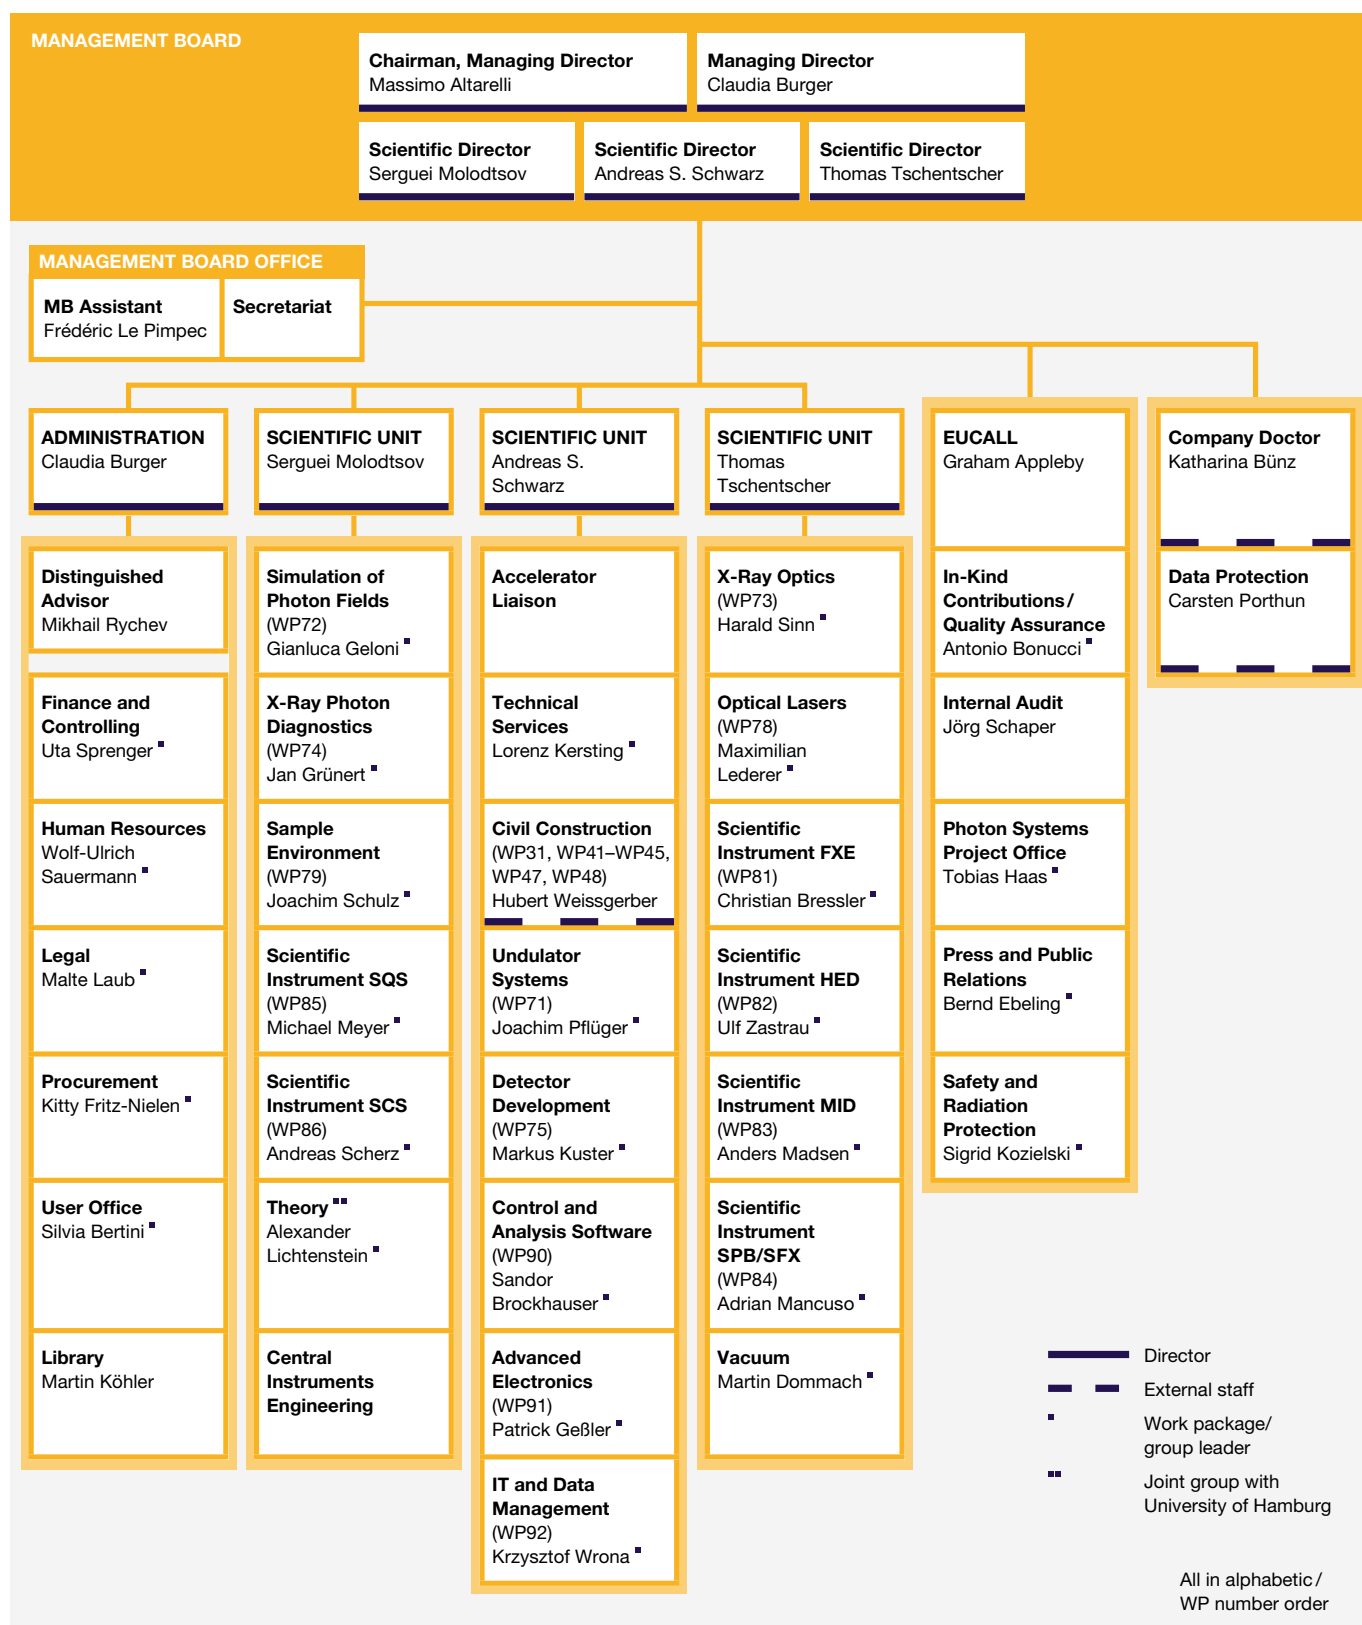 MANAGEMENT BOARD
Chairman, Managing Director
Massimo Altarelli
Managing Director
Claudia Burger
Scientific Director
Serguei Molodtsov
Scientific Director
Andreas S. Schwarz
Scientific Director
Thomas Tschentscher
MANAGEMENT BOARD OFFICE
MB Assistant
Frédéric Le Pimpec
Secretariat
ADMINISTRATION
Claudia Burger
Distinguished
Advisor
Mikhail Rychev
Finance and
Controlling
Uta Sprenger
Human Resources
Wolf-Ulrich
Sauermann
Legal
Malte Laub
Procurement
Kitty Fritz-Nielen
User Office
Silvia Bertini
Library
Martin Köhler
SCIENTIFIC UNIT
Serguei Molodtsov
Simulation of
Photon Fields
(WP72)
Gianluca Geloni
X-Ray Photon
Diagnostics
(WP74)
Jan Grünert
Sample
Environment
(WP79)
Joachim Schulz
Scientific
Instrument SQS
(WP85)
Michael Meyer
Scientific
Instrument SCS
(WP86)
Andreas Scherz
Theory
Alexander
Lichtenstein
Central
Instruments
Engineering
SCIENTIFIC UNIT
Andreas S.
Schwarz
Accelerator
Liaison
Technical
Services
Lorenz Kersting
Civil Construction
(WP31, WP41–WP45,
WP47, WP48)
Hubert Weissgerber
Undulator
Systems
(WP71)
Joachim Pflüger
Detector
Development
(WP75)
Markus Kuster
Control and
Analysis Software
(WP90)
Sandor
Brockhauser
Advanced
Electronics
(WP91)
Patrick Geßler
IT and Data
Management
(WP92)
Krzysztof Wrona
SCIENTIFIC UNIT
Thomas
Tschentscher
X-Ray Optics
(WP73)
Harald Sinn
Optical Lasers
(WP78)
Maximilian
Lederer
Scientific
Instrument FXE
(WP81)
Christian Bressler
Scientific
Instrument HED
(WP82)
Ulf Zastrau
Scientific
Instrument MID
(WP83)
Anders Madsen
Scientific
Instrument
SPB/SFX
(WP84)
Adrian Mancuso
Vacuum
Martin Dommach
EUCALL
Graham Appleby
In-Kind
Contributions/
Quality Assurance
Antonio Bonucci
Internal Audit
Jörg Schaper
Photon Systems
Project Office
Tobias Haas
Press and Public
Relations
Bernd Ebeling
Safety and
Radiation
Protection
Sigrid Kozielski
Company Doctor
Katharina Bünz
Data Protection
Carsten Porthun
Director
External staff
Work package/
group leader
Joint group with
University of Hamburg
All in alphabetic/
WP number order